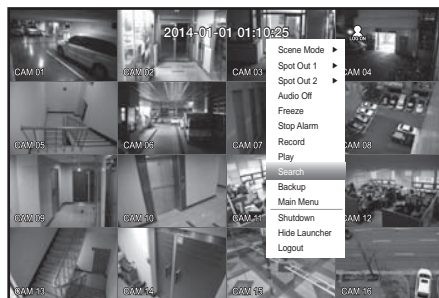 2014-01-01 01:10:25
LOG ON
CAM 01
CAM 02
CAM 03
CAM 04
Scene Mode
Spot Out 1
Spot Out 2
Audio Off
Freeze
Stop Alarm
Record
Play
Search
Backup
Main Menu
Shutdown
Hide Launcher
Logout
CAM 05
CAM 06
CAM 07
CAM 08
CAM 09
CAM 10
CAM 11
CAM 12
CAM 13
CAM 14
CAM 15
CAM 16